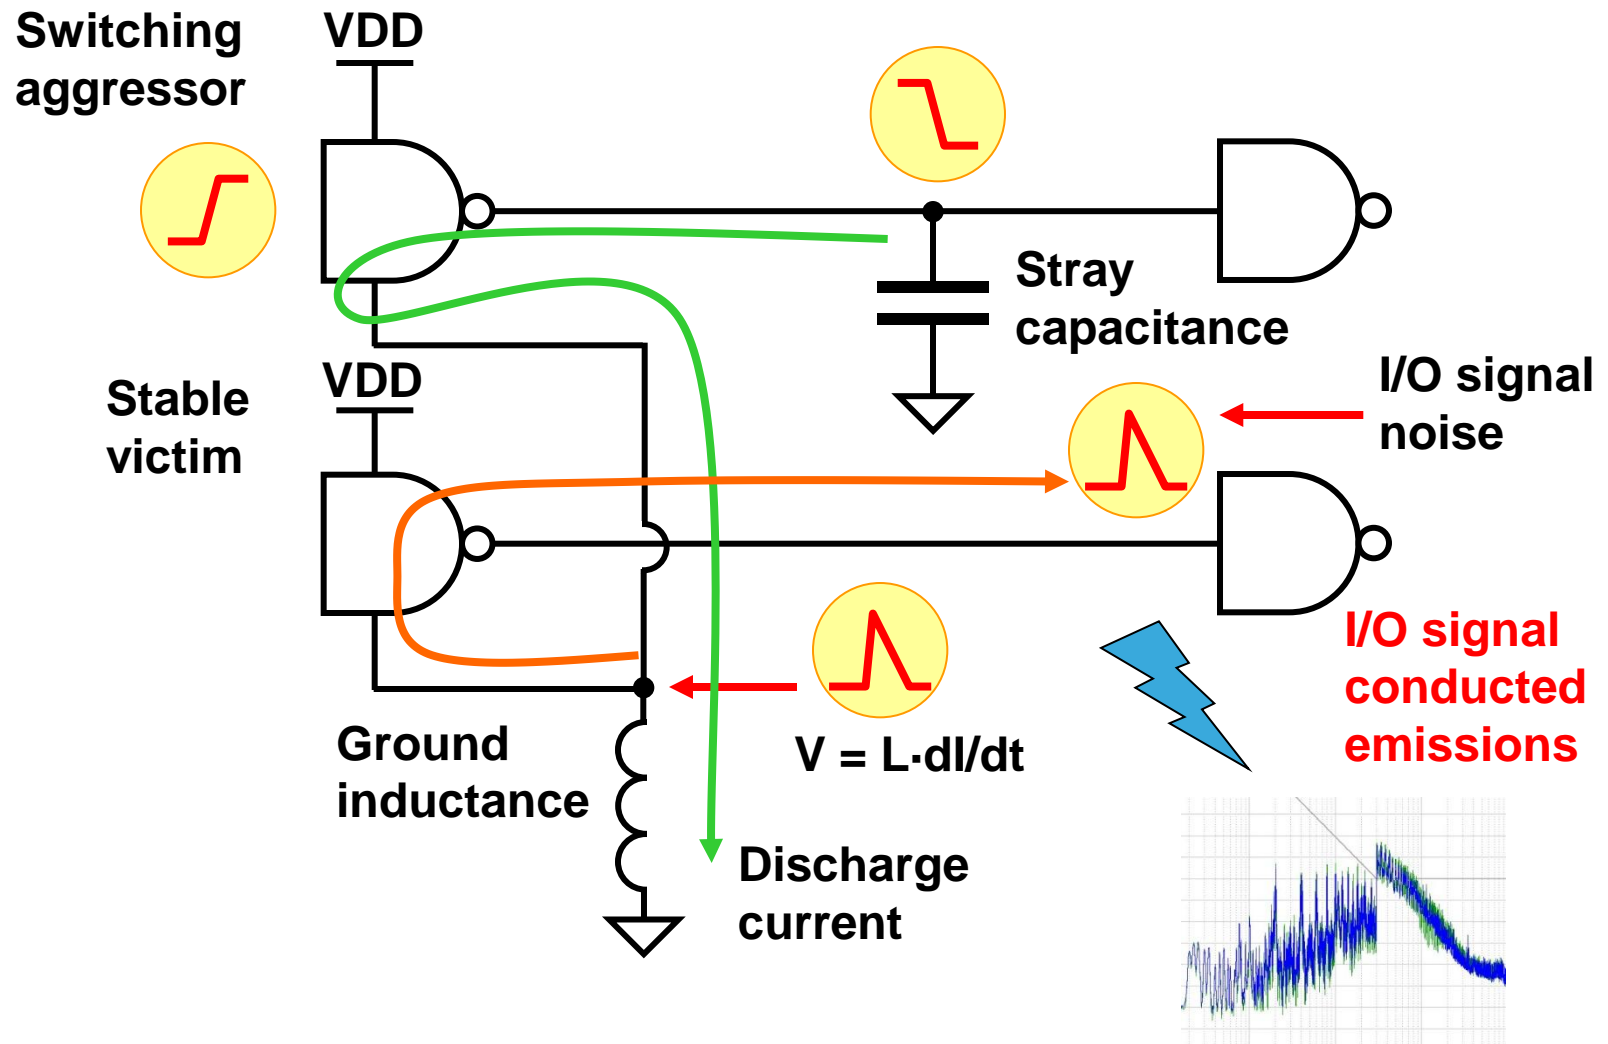 Switching
aggressor
VDD
Stray
capacitance
VDD
Stable
victim
I/O signal
noise
I/O signal
conducted
emissions
Ground
inductance
V = L·dI/dt
Discharge
current